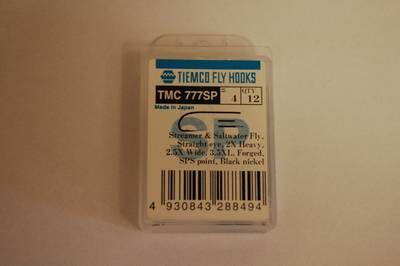 TIEMCO FLY HOOKS
TMC 777SP 4 QTY 12
Made in Japan
SP
Streamer & Saltwater Fly.
Straight eye, 2X Heavy,
2.5X Wide, 3.5XL, Forged,
SPS point, Black nickel
4 930843 288494